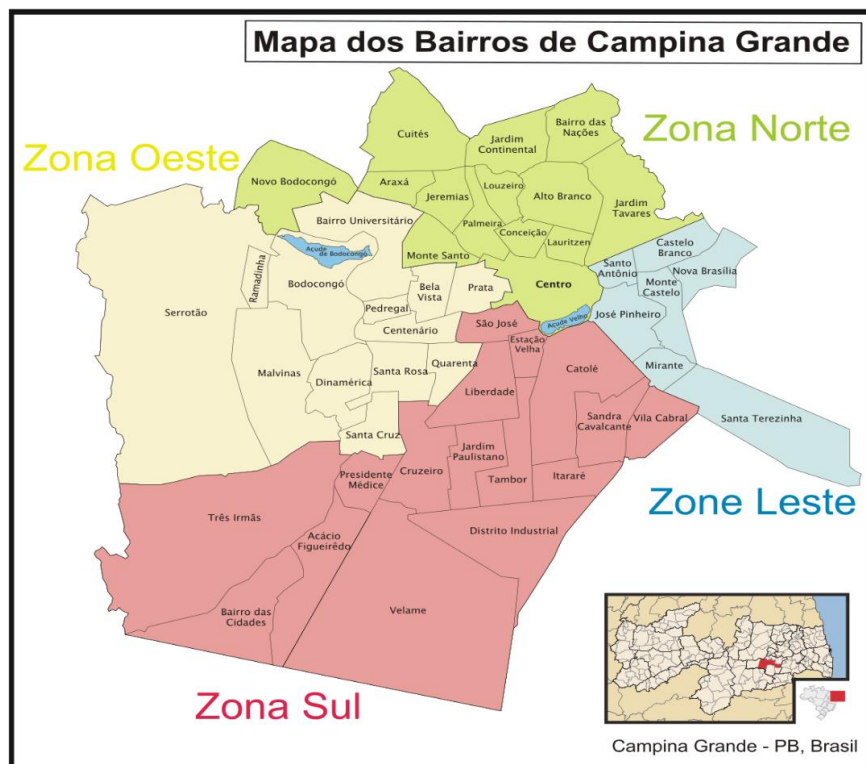 Mapa dos Bairros de Campina Grande
Zona Norte
Zona Oeste
Cuités
Jardim
Continental
Bairro das
Nações
Novo Bodocongó
Araxá
Jeremias
Louzeiro
Alto Branco
Jardim
Tavares
Bairro Universitário
Palmeira
Conceição
Lauritzen
Monte Santo
Centro
Castelo
Branco
Santo
Antônio
Nova Brasília
Monte
Castelo
José Pinheiro
Mirante
Santa Terezinha
Açude
de Bodocongó
Ramadinha
Bodocongó
Bela
Vista
Prata
Serrotão
Pedregal
Centenário
São José
Açude Velho
Estação
Velha
Catolé
Malvinas
Dinamérica
Santa Rosa
Quarenta
Liberdade
Sandra
Cavalcante
Vila Cabral
Santa Cruz
Presidente
Médice
Cruzeiro
Jardim
Paulistano
Tambor
Itararé
Zone Leste
Três Irmãs
Acácio
Figueirêdo
Distrito Industrial
Bairro das
Cidades
Velame
Zona Sul
Campina Grande - PB, Brasil